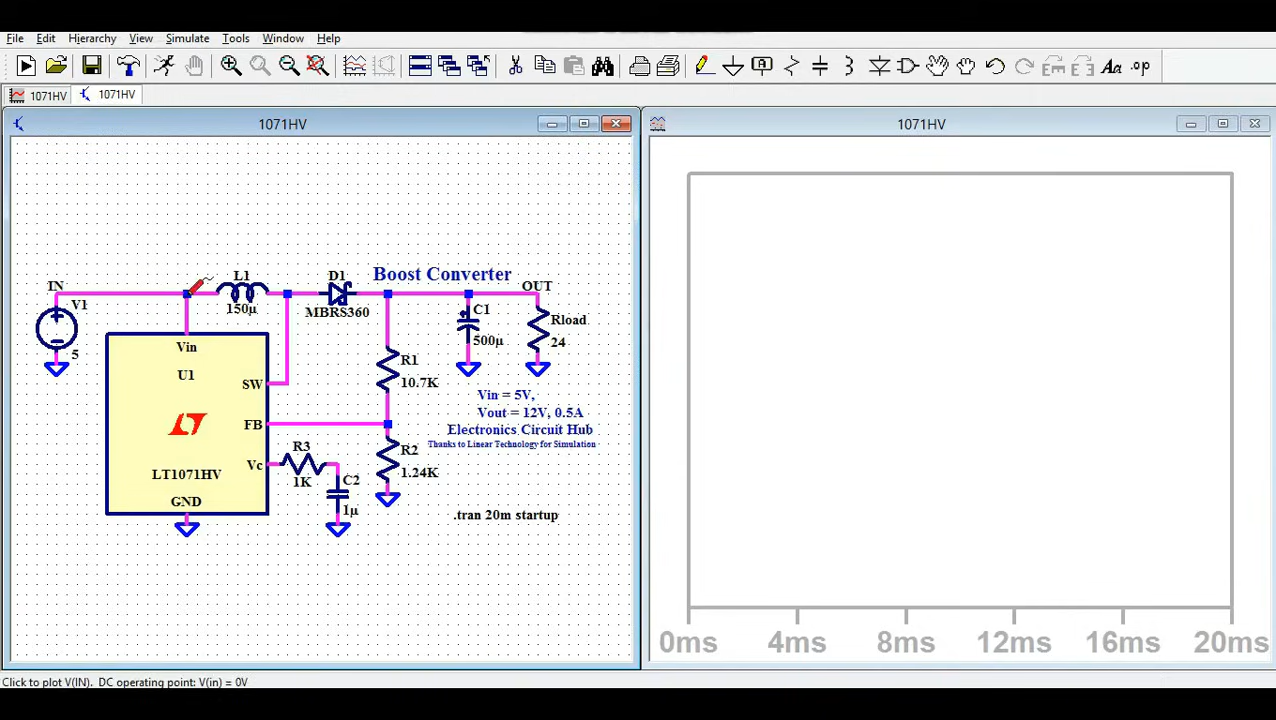 File Edit Hierarchy View Simulate Tools Window Help
Aa .op
1071HV 1071HV
1071HV 1071HV
IN L1 D1 Boost Converter OUT
V1 150µ MBRS360 C1 Rload
5 500µ 24
Vin
U1 R1
SW 10.7K
Vin = 5V,
Vout = 12V, 0.5A
FB Electronics Circuit Hub
Thanks to Linear Technology for Simulation
R3 R2
Vc 1.24K
LT1071HV 1K C2
GND 1µ
.tran 20m startup
0ms 4ms 8ms 12ms 16ms 20ms
Click to plot V(IN). DC operating point: V(in) = 0V